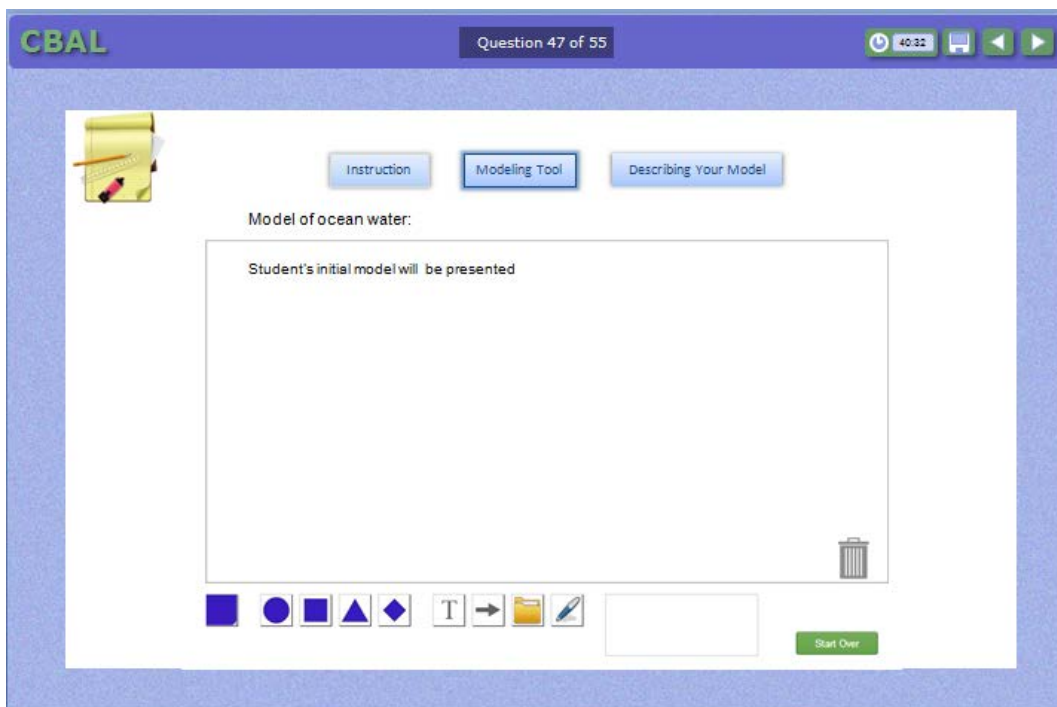 CBAL
Question 47 of 55
40:32
Instruction
Modeling Tool
Describing Your Model
Model of ocean water:
Student's initial model will be presented
T
Start Over